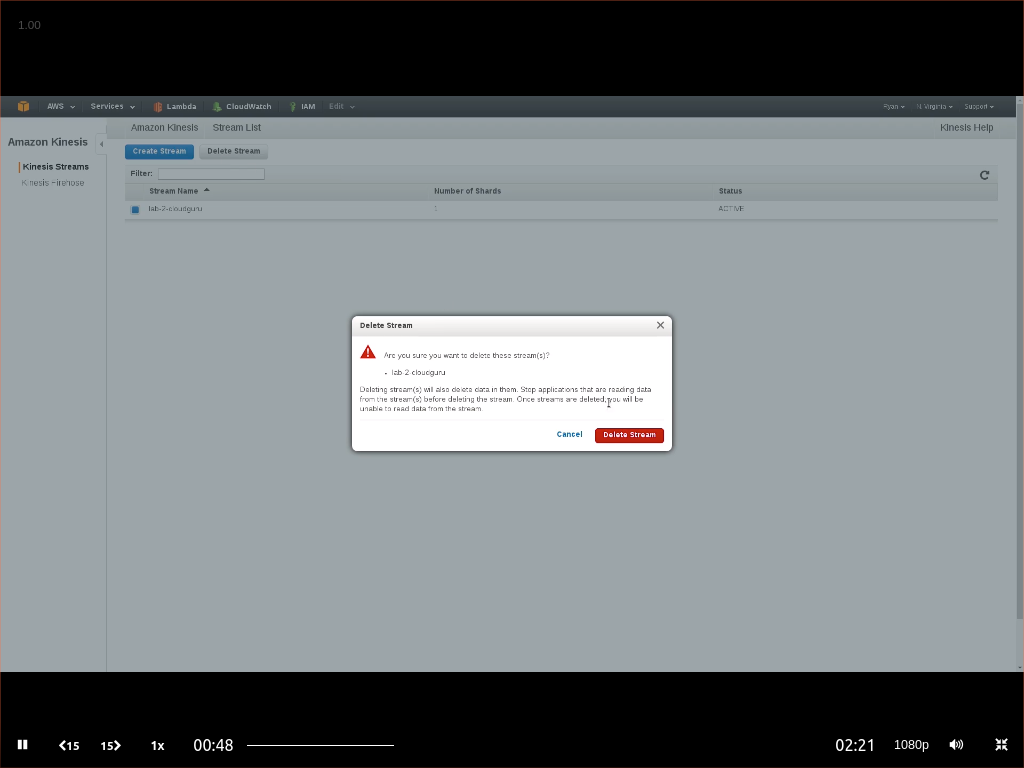 1.00
AWS Services Lambda CloudWatch IAM Edit Ryan N. Virginia Support
Amazon Kinesis
Kinesis Streams
Kinesis Firehose
Amazon Kinesis Stream List Kinesis Help
Create Stream Delete Stream
Filter:
Stream Name Number of Shards Status
lab-2-cloudguru 1 ACTIVE
Delete Stream
Are you sure you want to delete these stream(s)?
• lab-2-cloudguru
Deleting stream(s) will also delete data in them. Stop applications that are reading data
from the stream(s) before deleting the stream. Once streams are deleted, you will be
unable to read data from the stream.
Cancel Delete Stream
15 15 1x 00:48 02:21 1080p